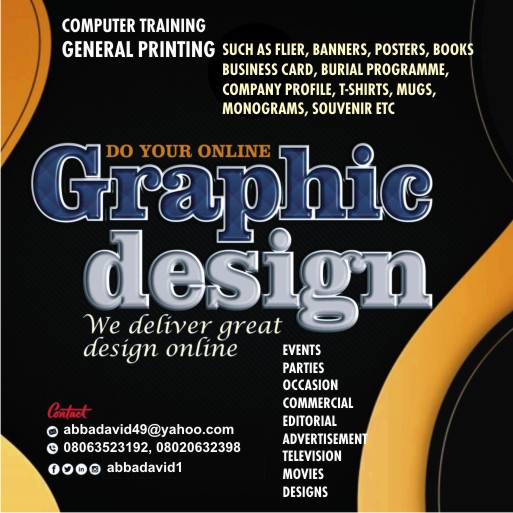 COMPUTER TRAINING
GENERAL PRINTING SUCH AS FLIER, BANNERS, POSTERS, BOOKS
BUSINESS CARD, BURIAL PROGRAMME,
COMPANY PROFILE, T-SHIRTS, MUGS,
MONOGRAMS, SOUVENIR ETC
DO YOUR ONLINE
Graphic
design
We deliver great
design online
EVENTS
PARTIES
OCCASION
COMMERCIAL
EDITORIAL
ADVERTISEMENT
TELEVISION
MOVIES
DESIGNS
Contact
abbadavid49@yahoo.com
08063523192, 08020632398
abbadavid1